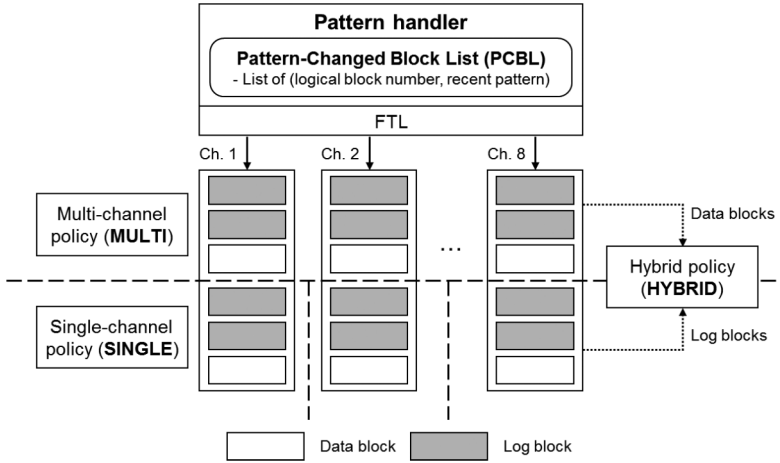 Pattern handler
Pattern-Changed Block List (PCBL)
- List of (logical block number, recent pattern)
FTL
Ch. 1
Ch. 2
Ch. 8
Multi-channel
policy (MULTI)
...
Data blocks
Hybrid policy
(HYBRID)
Single-channel
policy (SINGLE)
Log blocks
Data block
Log block